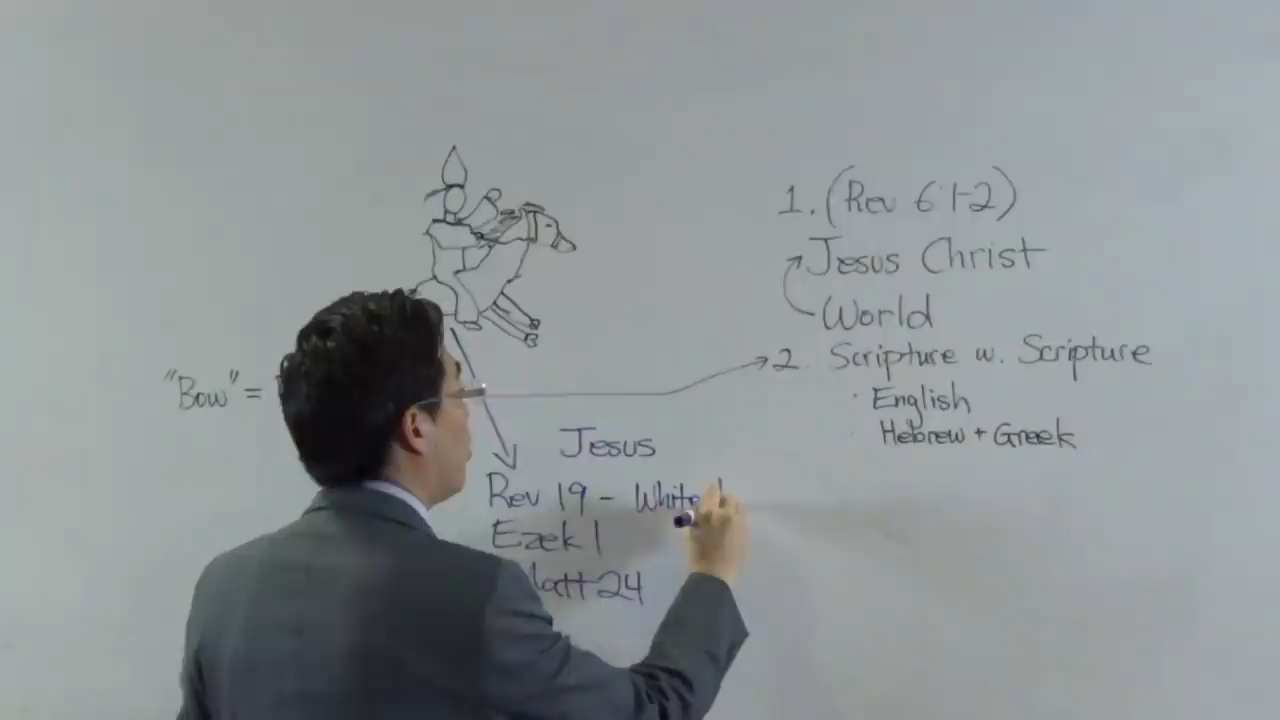 1. (Rev 6:1-2)
Jesus Christ
World
2. Scripture w. Scripture
· English
· Hebrew + Greek
"Bow" =
Jesus
Rev 19 - White
Ezek 1
Matt 24